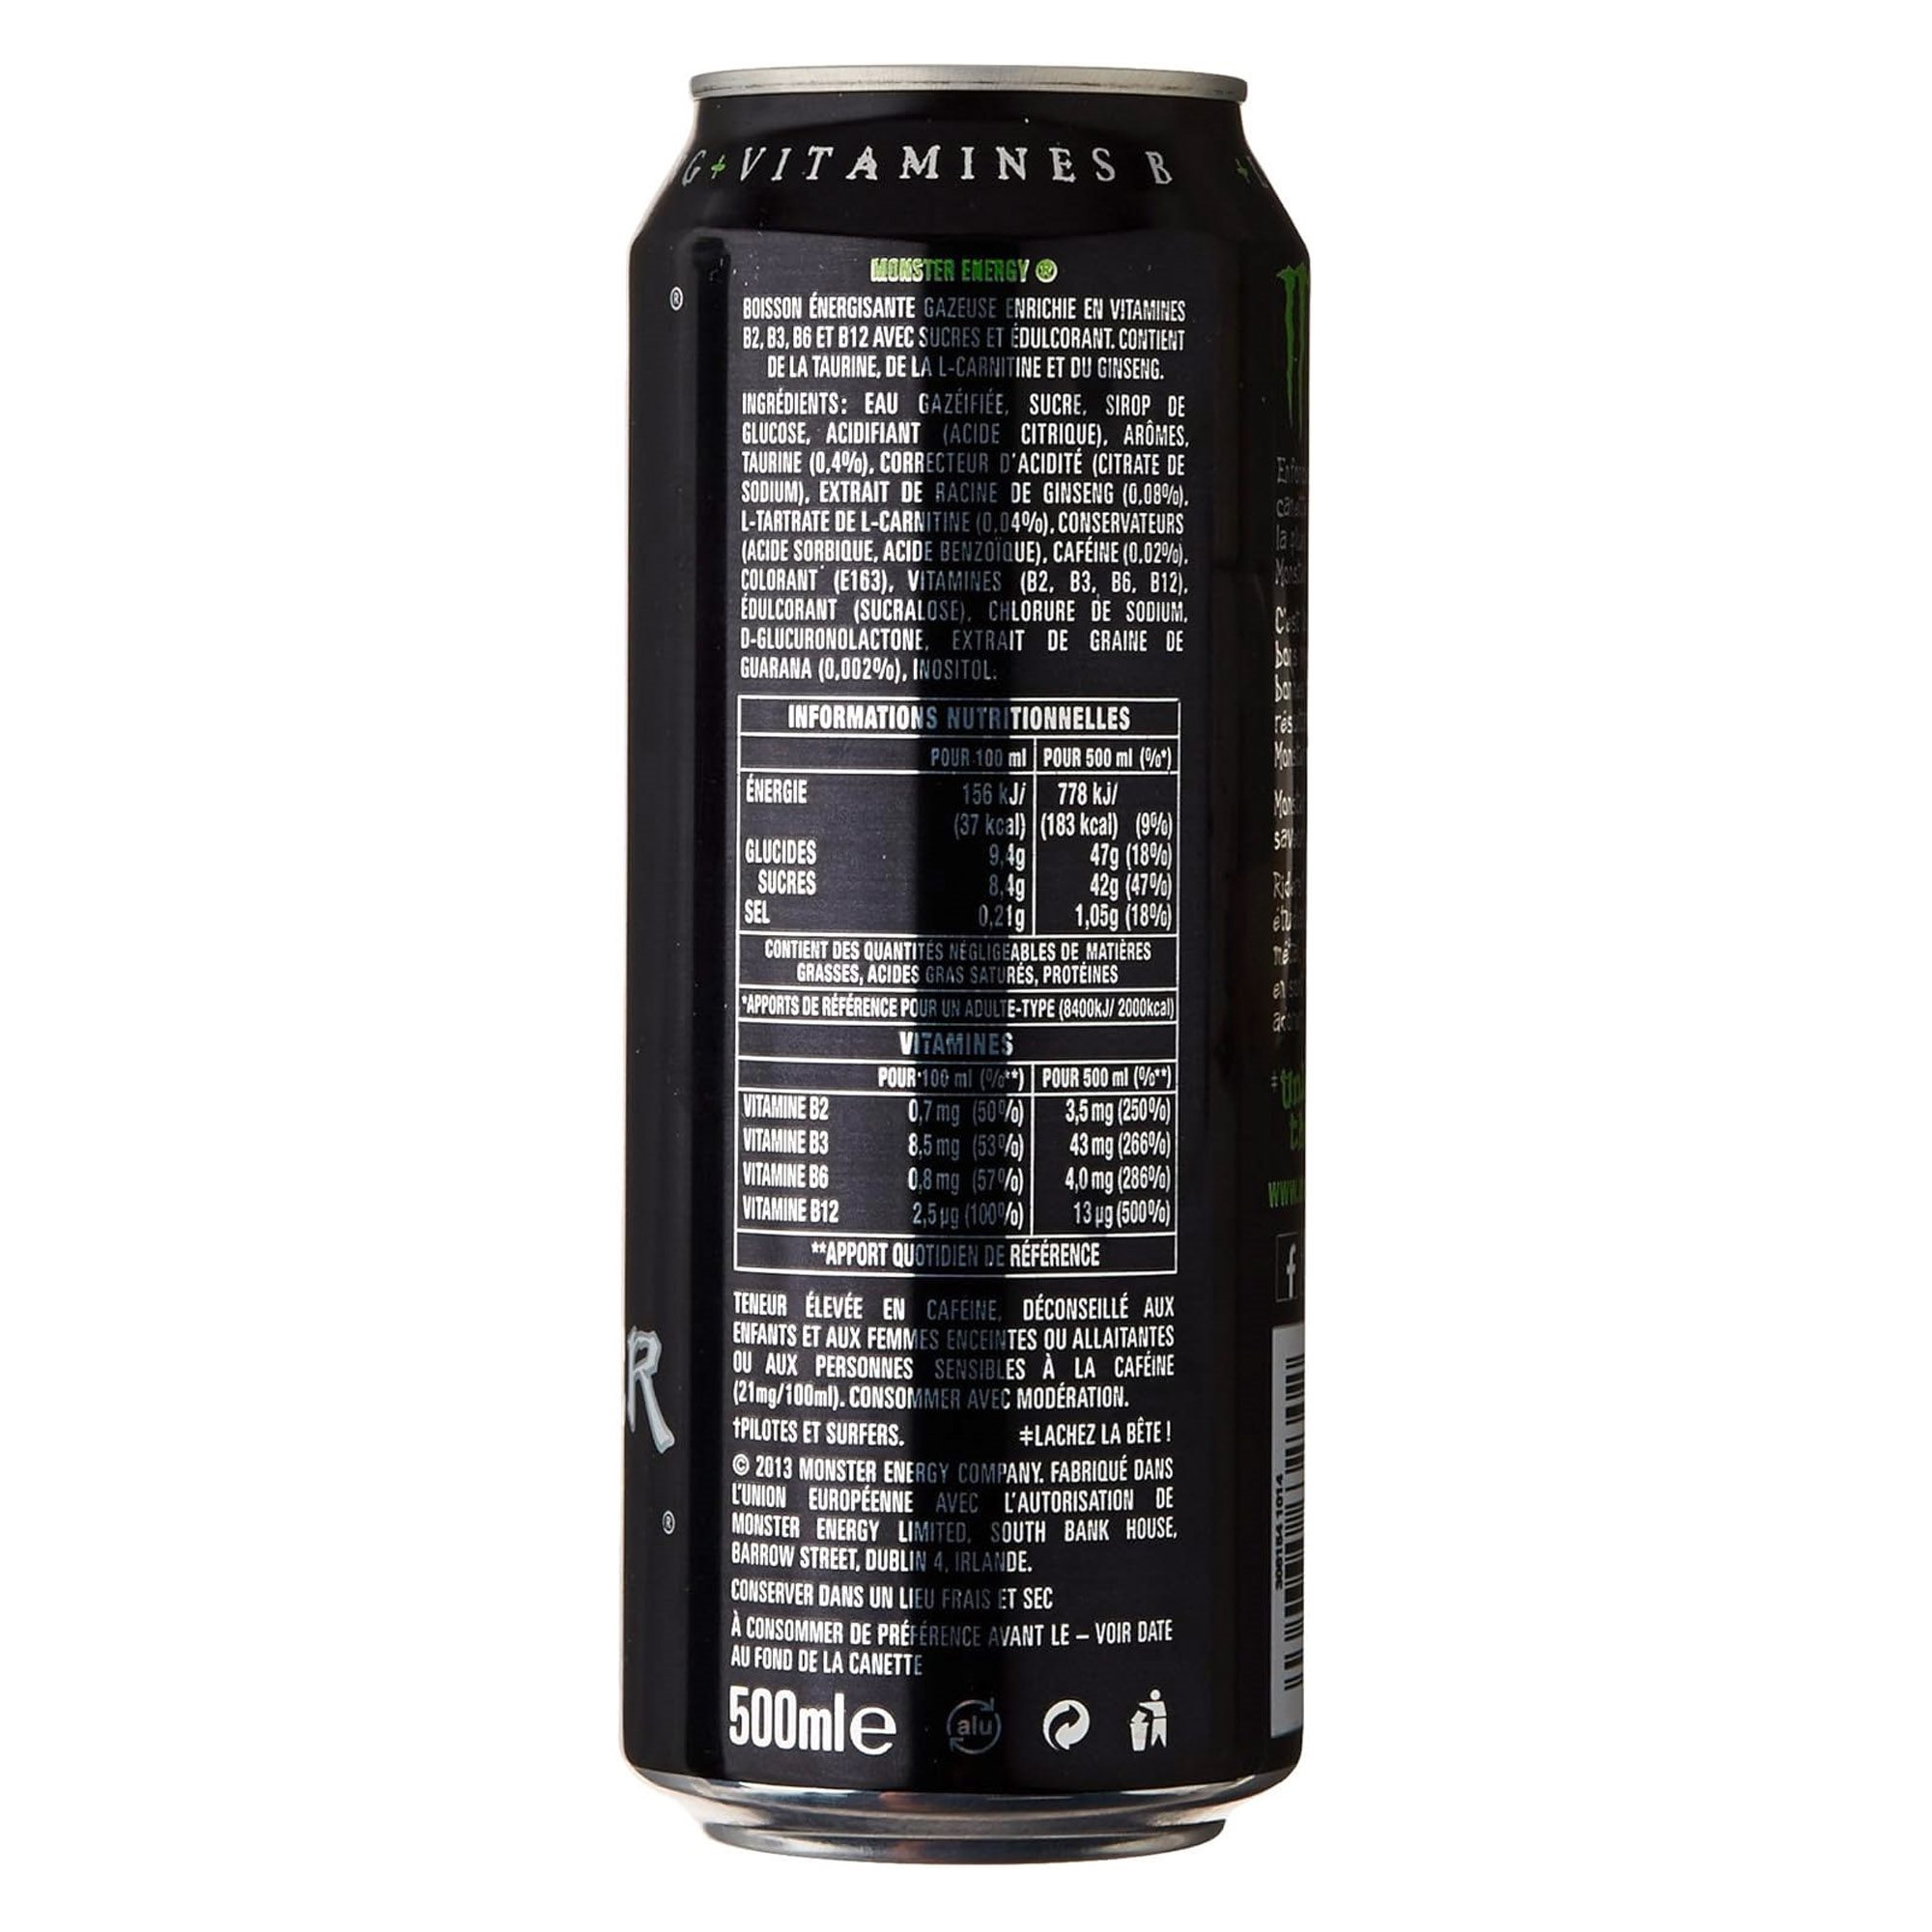 G+VITAMINES B
MONSTER ENERGY ®
BOISSON ÉNERGISANTE GAZEUSE ENRICHIE EN VITAMINES
B2, B3, B6 ET B12 AVEC SUCRES ET ÉDULCORANT. CONTIENT
DE LA TAURINE, DE LA L-CARNITINE ET DU GINSENG.
INGRÉDIENTS: EAU GAZÉIFIÉE, SUCRE, SIROP DE
GLUCOSE, ACIDIFIANT (ACIDE CITRIQUE), ARÔMES,
TAURINE (0,4%), CORRECTEUR D'ACIDITÉ (CITRATE DE
SODIUM), EXTRAIT DE RACINE DE GINSENG (0,08%),
L-TARTRATE DE L-CARNITINE (0,04%), CONSERVATEURS
(ACIDE SORBIQUE, ACIDE BENZOÏQUE), CAFÉINE (0,02%),
COLORANT (E163), VITAMINES (B2, B3, B6, B12),
ÉDULCORANT (SUCRALOSE), CHLORURE DE SODIUM,
D-GLUCURONOLACTONE, EXTRAIT DE GRAINE DE
GUARANA (0,002%), INOSITOL.
INFORMATIONS NUTRITIONNELLES
POUR 100 ml POUR 500 ml (%*)
ÉNERGIE 156 kJ/ 778 kJ/
(37 kcal) (183 kcal) (9%)
GLUCIDES 9,4g 47g (18%)
SUCRES 8,4g 42g (47%)
SEL 0,21g 1,05g (18%)
CONTIENT DES QUANTITÉS NÉGLIGEABLES DE MATIÈRES
GRASSES, ACIDES GRAS SATURÉS, PROTÉINES
*APPORTS DE RÉFÉRENCE POUR UN ADULTE-TYPE (8400kJ/ 2000kcal)
VITAMINES
POUR 100 ml (%**) POUR 500 ml (%**)
VITAMINE B2 0,7 mg (50%) 3,5 mg (250%)
VITAMINE B3 8,5 mg (53%) 43 mg (266%)
VITAMINE B6 0,8 mg (57%) 4,0 mg (286%)
VITAMINE B12 2,5 µg (100%) 13 µg (500%)
**APPORT QUOTIDIEN DE RÉFÉRENCE
TENEUR ÉLEVÉE EN CAFEINE, DÉCONSEILLÉ AUX
ENFANTS ET AUX FEMMES ENCEINTES OU ALLAITANTES
OU AUX PERSONNES SENSIBLES À LA CAFÉINE
(21mg/100ml). CONSOMMER AVEC MODÉRATION.
†PILOTES ET SURFERS. ‡LACHEZ LA BÊTE !
© 2013 MONSTER ENERGY COMPANY. FABRIQUÉ DANS
L'UNION EUROPÉENNE AVEC L'AUTORISATION DE
MONSTER ENERGY LIMITED, SOUTH BANK HOUSE,
BARROW STREET, DUBLIN 4, IRLANDE.
CONSERVER DANS UN LIEU FRAIS ET SEC
À CONSOMMER DE PRÉFÉRENCE AVANT LE – VOIR DATE
AU FOND DE LA CANETTE
500ml e
alu
R
®
®
C'est
www.
f